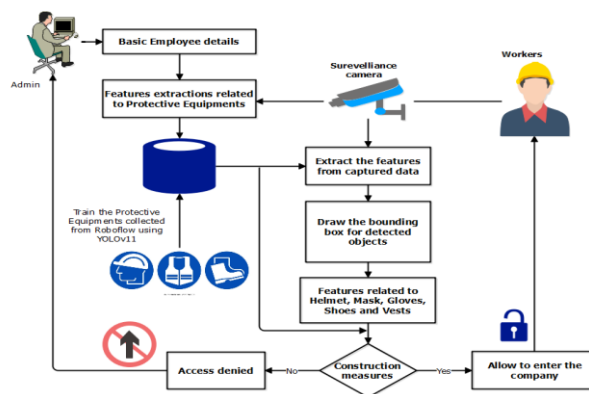 Admin
Basic Employee details
Features extractions related
to Protective Equipments
Surevelliance
camera
Workers
Extract the features
from captured data
Train the Protective
Equipments collected
from Roboflow using
YOLOv11
Draw the bounding
box for detected
objects
Features related to
Helmet, Mask, Gloves,
Shoes and Vests
Access denied
No
Construction
measures
Yes
Allow to enter the
company